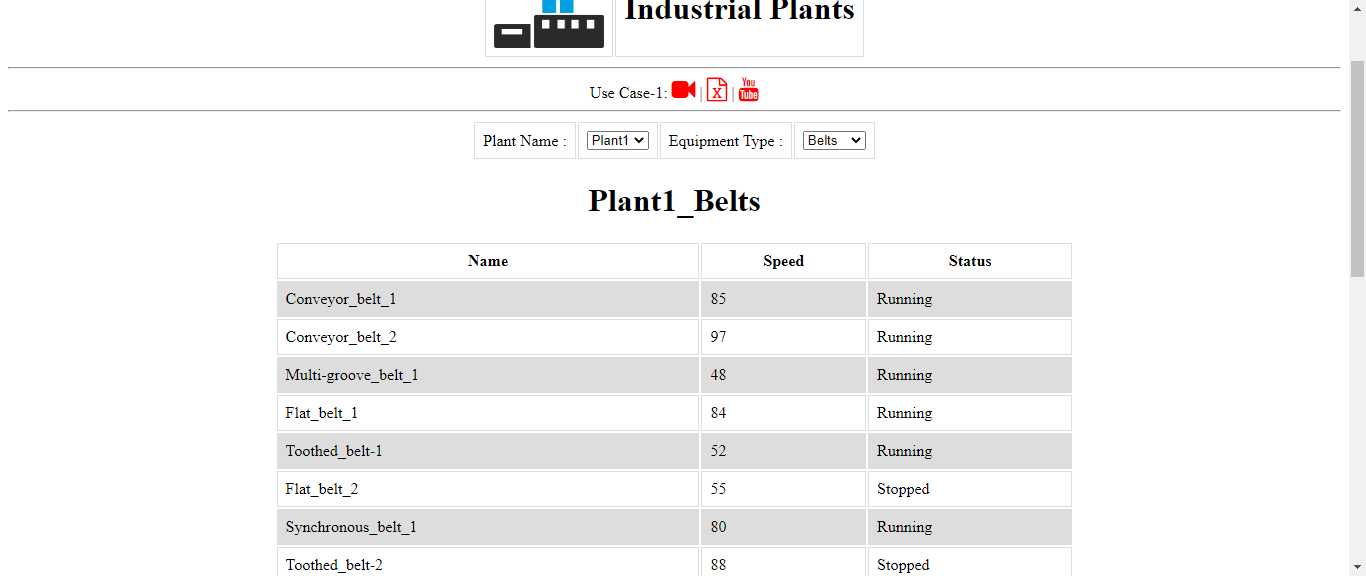 Industrial Plants
Use Case-1: X | You Tube
Plant Name : Plant1 Equipment Type : Belts
Plant1_Belts
Name Speed Status
Conveyor_belt_1 85 Running
Conveyor_belt_2 97 Running
Multi-groove_belt_1 48 Running
Flat_belt_1 84 Running
Toothed_belt-1 52 Running
Flat_belt_2 55 Stopped
Synchronous_belt_1 80 Running
Toothed_belt-2 88 Stopped